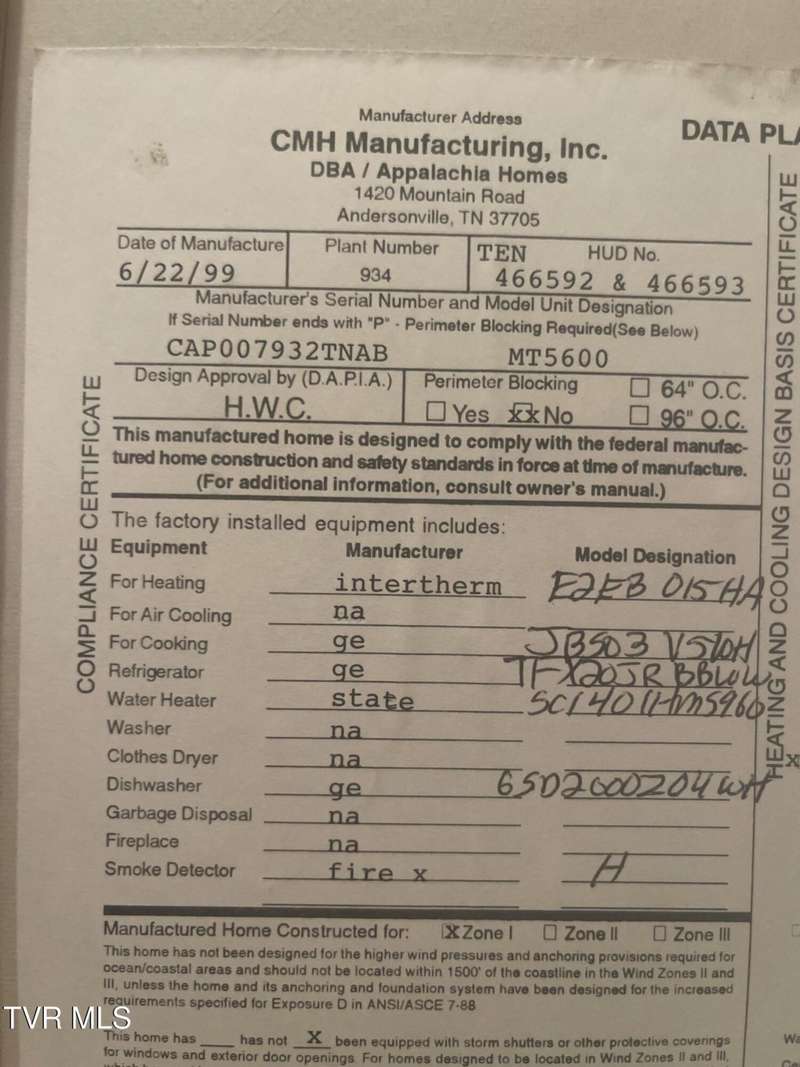 Manufacturer Address
CMH Manufacturing, Inc.
DBA / Appalachia Homes
1420 Mountain Road
Andersonville, TN 37705
DATA
Date of Manufacture
6/22/99
Plant Number
934
TEN HUD No.
466592 & 466593
Manufacturer's Serial Number and Model Unit Designation
If Serial Number ends with "P" - Perimeter Blocking Required(See Below)
CAP007932TNAB MT5600
Design Approval by (D.A.P.I.A.)
H.W.C.
Perimeter Blocking
Yes xx No
64" O.C.
96" O.C.
This manufactured home is designed to comply with the federal manufac-
tured home construction and safety standards in force at time of manufacture.
(For additional information, consult owner's manual.)
COMPLIANCE CERTIFICATE
The factory installed equipment includes:
Equipment Manufacturer Model Designation
For Heating intertherm E2EB 015HA
For Air Cooling na
For Cooking ge JBS03
Refrigerator ge TFX20JRBBWW
Water Heater state
Washer na
Clothes Dryer na
Dishwasher ge
Garbage Disposal na
Fireplace na
Smoke Detector fire x H
Manufactured Home Constructed for: X Zone I Zone II Zone III
This home has not been designed for the higher wind pressures and anchoring provisions required for
ocean/coastal areas and should not be located within 1500' of the coastline in the Wind Zones II and
III, unless the home and its anchoring and foundation system have been designed for the increased
requirements specified for Exposure D in ANSI/ASCE 7-88
This home has ____ has not X been equipped with storm shutters or other protective coverings
for windows and exterior door openings. For homes designed to be located in Wind Zones II and III,
HEATING AND COOLING DESIGN BASIS CERTIFICATE
X
TVR MLS